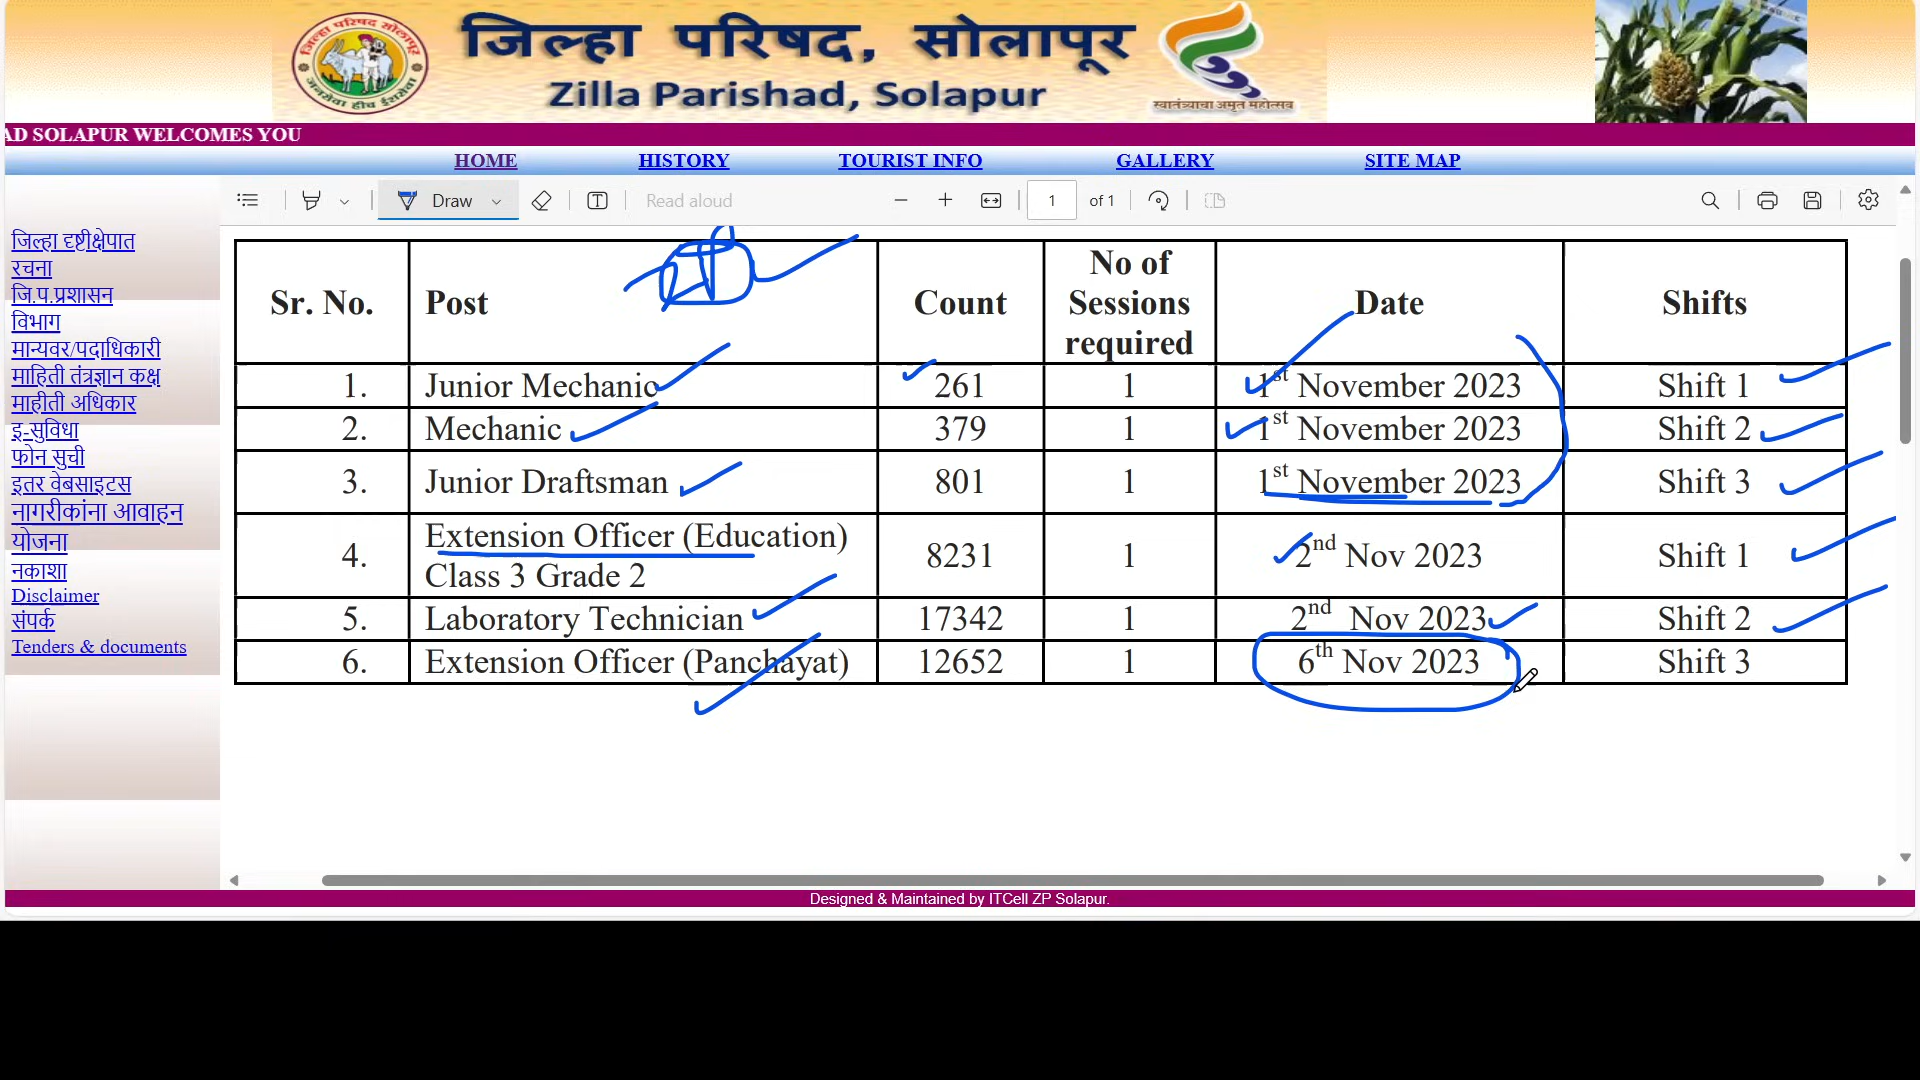 जिल्हा परिषद, सोलापूर
Zilla Parishad, Solapur
जिल्हा परिषद सोलापूर
जनसेवा हीच ईशसेवा
स्वातंत्र्याचा अमृत महोत्सव
AD SOLAPUR WELCOMES YOU
HOME HISTORY TOURIST INFO GALLERY SITE MAP
Draw Read aloud 1 of 1
जिल्हा दृष्टीक्षेपात
रचना
जि.प.प्रशासन
विभाग
मान्यवर/पदाधिकारी
माहिती तंत्रज्ञान कक्ष
माहीती अधिकार
इ-सुविधा
फोन सुची
इतर वेबसाइटस
नागरीकांना आवाहन
योजना
नकाशा
Disclaimer
संपर्क
Tenders & documents
Sr. No. Post Count No of Sessions required Date Shifts
1. Junior Mechanic 261 1 1st November 2023 Shift 1
2. Mechanic 379 1 1st November 2023 Shift 2
3. Junior Draftsman 801 1 1st November 2023 Shift 3
4. Extension Officer (Education) Class 3 Grade 2 8231 1 2nd Nov 2023 Shift 1
5. Laboratory Technician 17342 1 2nd Nov 2023 Shift 2
6. Extension Officer (Panchayat) 12652 1 6th Nov 2023 Shift 3
Designed & Maintained by ITCell ZP Solapur.